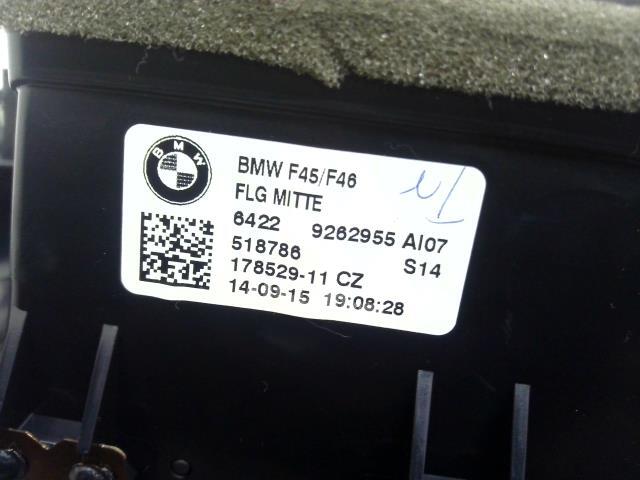 BMW
BMW F45/F46
FLG MITTE
6422 9262955 AI07
518786 S14
178529-11 CZ
14-09-15 19:08:28